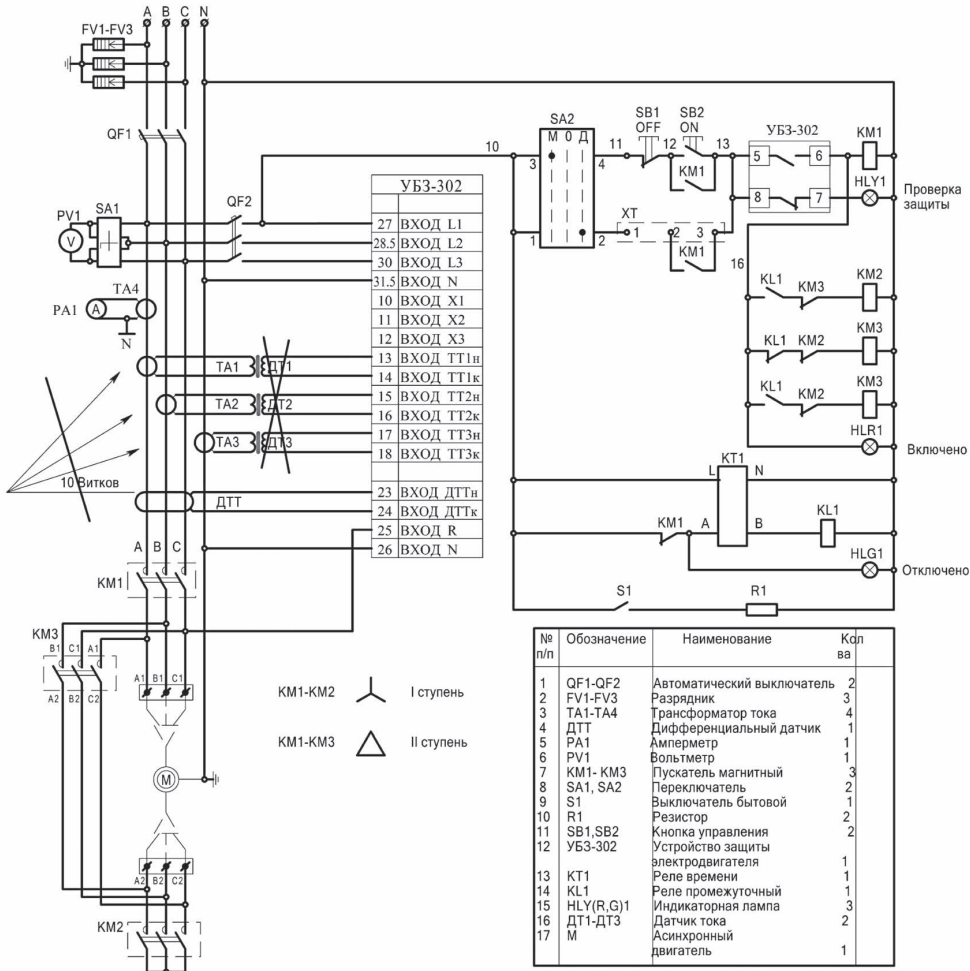 A B C N
FV1-FV3
QF1
SA2
М О Д
SB1
OFF
SB2
ON
УБЗ-302
KM1
10
3
4
11
12
13
5
6
KM1
8
7
HLY1
Проверка
защиты
1
2
XT
1
2
3
KM1
16
PV1
V
SA1
QF2
TA4
PA1
A
N
УБЗ-302
27 ВХОД L1
28.5 ВХОД L2
30 ВХОД L3
31.5 ВХОД N
10 ВХОД X1
11 ВХОД X2
12 ВХОД X3
13 ВХОД ТТ1н
14 ВХОД ТТ1к
15 ВХОД ТТ2н
16 ВХОД ТТ2к
17 ВХОД ТТ3н
18 ВХОД ТТ3к
23 ВХОД ДТТн
24 ВХОД ДТТк
25 ВХОД R
26 ВХОД N
TA1 ДТ1
TA2 ДТ2
TA3 ДТ3
10 Витков
ДТТ
KL1 KM3 KM2
KL1 KM2 KM3
KL1 KM2 KM3
HLR1
Включено
KT1
L N
KM1 A B KL1
HLG1
Отключено
S1 R1
A B C
KM1
KM3
B1 C1 A1
A2 B2 C2
A1 B1 C1
M
A2 B2 C2
KM2
KM1-KM2 I ступень
KM1-KM3 II ступень
№ п/п Обозначение Наименование Кол ва
1 QF1-QF2 Автоматический выключатель 2
2 FV1-FV3 Разрядник 3
3 TA1-TA4 Трансформатор тока 4
4 ДТТ Дифференциальный датчик 1
5 PA1 Амперметр 1
6 PV1 Вольтметр 1
7 KM1- KM3 Пускатель магнитный 3
8 SA1, SA2 Переключатель 2
9 S1 Выключатель бытовой 1
10 R1 Резистор 2
11 SB1,SB2 Кнопка управления 2
12 УБЗ-302 Устройство защиты
электродвигателя 1
13 KT1 Реле времени 1
14 KL1 Реле промежуточный 1
15 HLY(R,G)1 Индикаторная лампа 3
16 ДТ1-ДТ3 Датчик тока 2
17 M Асинхронный
двигатель 1